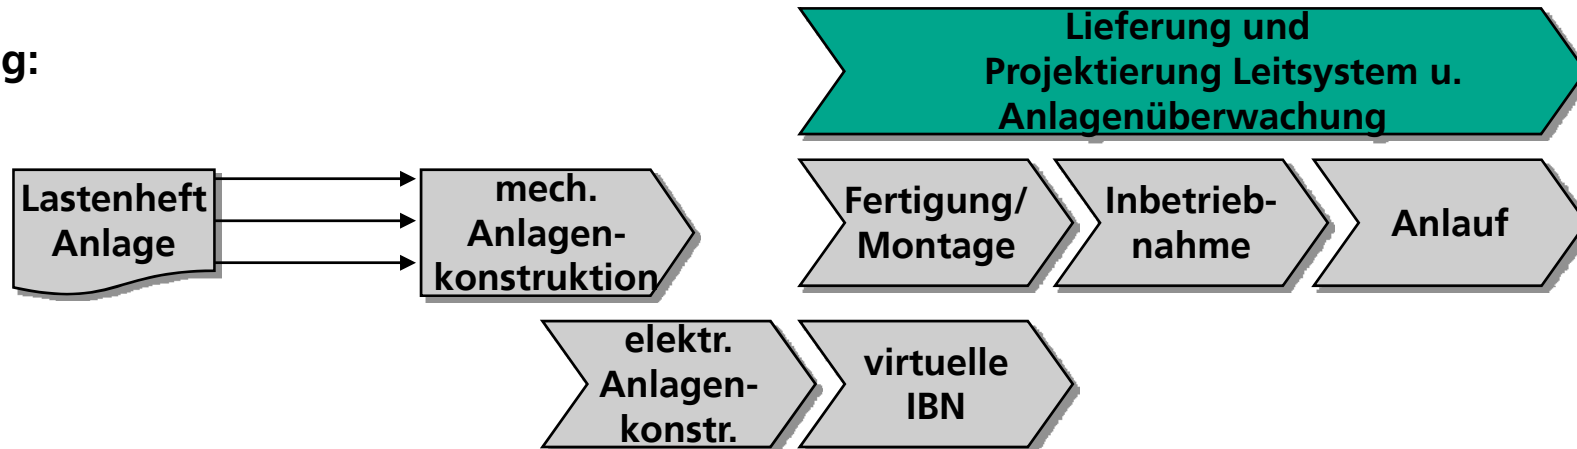 g:
Lieferung und
Projektierung Leitsystem u.
Anlagenüberwachung
Lastenheft
Anlage
mech.
Anlagen-
konstruktion
Fertigung/
Montage
Inbetrieb-
nahme
Anlauf
elektr.
Anlagen-
konstr.
virtuelle
IBN